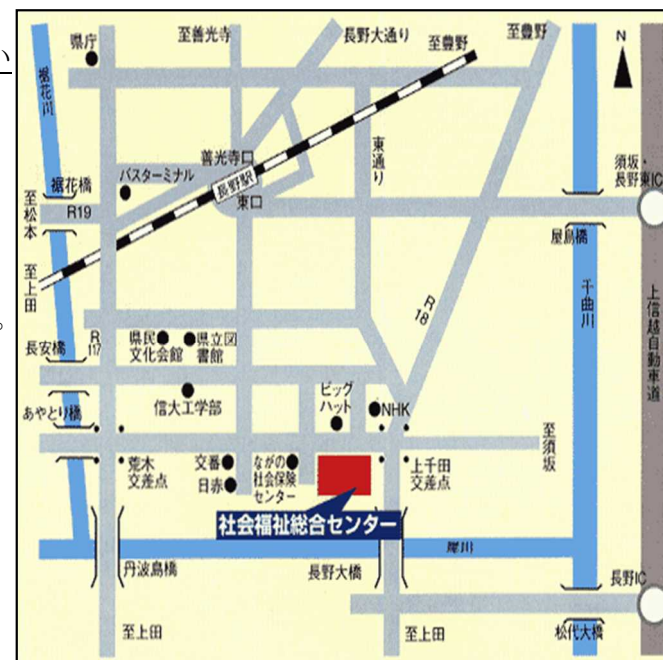 い
。
県庁
至善光寺
長野大通り
至豊野
至豊野
N
裾花川
善光寺口
東通り
須坂・
長野東IC
バスターミナル
裾花橋
長野駅
至松本
R19
東口
屋島橋
至上田
千曲川
上信越自動車道
R
18
長安橋
R
117
県民
文化会館
県立図
書館
信大工学部
ビッグ
ハット
NHK
あやとり橋
至須坂
荒木
交差点
交番
日赤
ながの
社会保険
センター
上千田
交差点
社会福祉総合センター
犀川
丹波島橋
長野大橋
長野IC
至上田
至上田
松代大橋